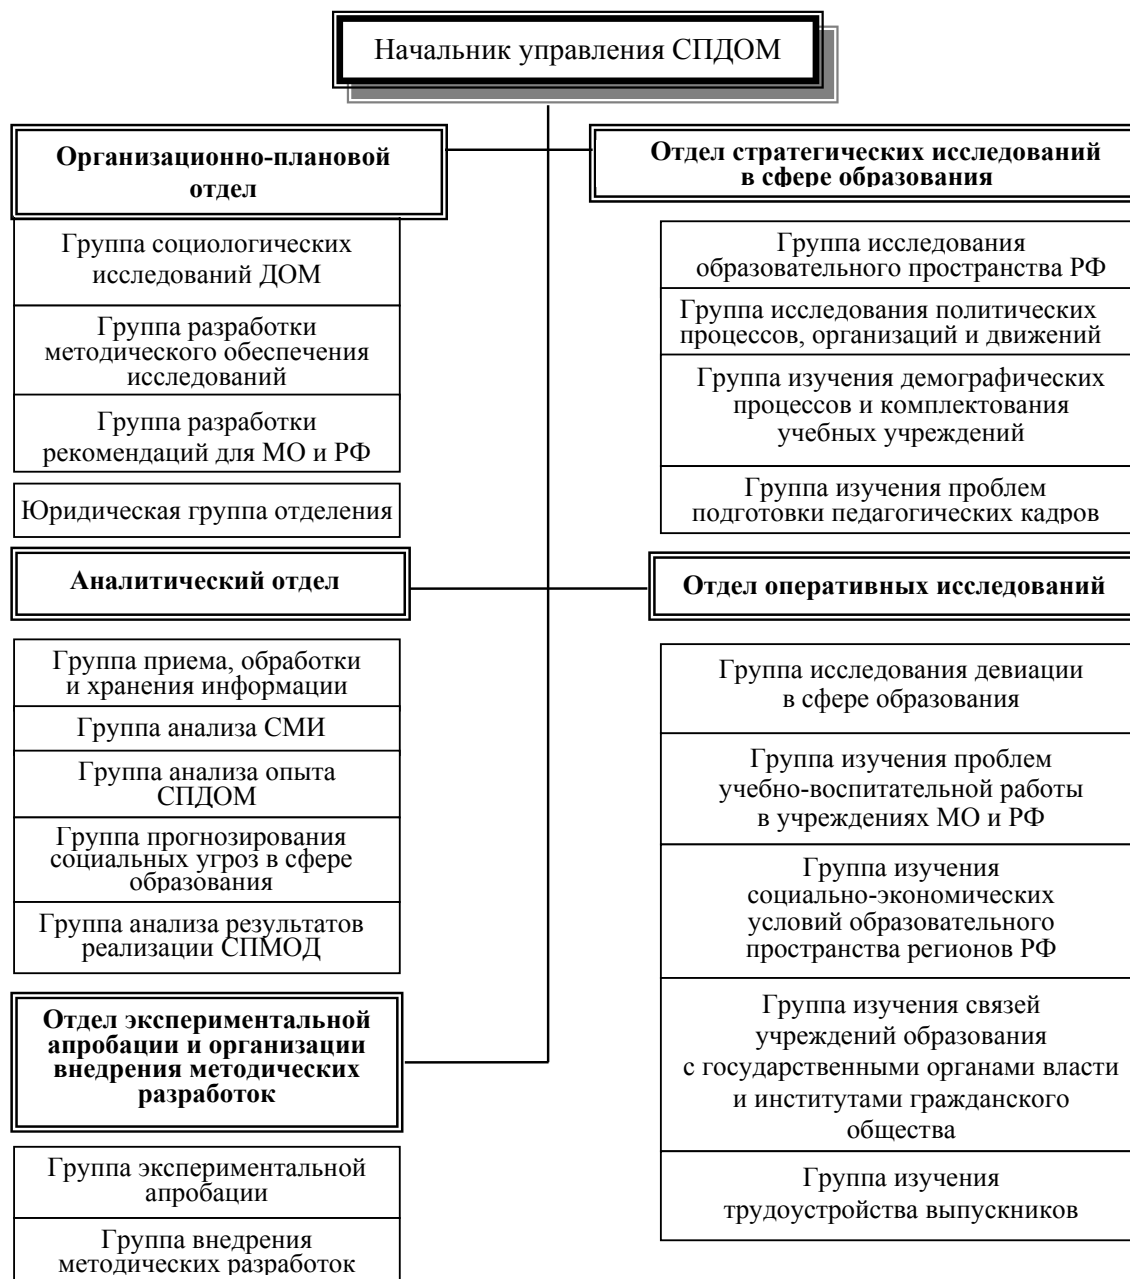 Начальник управления СПДОМ
Организационно-плановой
отдел
Группа социологических
исследований ДОМ
Группа разработки
методического обеспечения
исследований
Группа разработки
рекомендаций для МО и РФ
Юридическая группа отделения
Отдел стратегических исследований
в сфере образования
Группа исследования
образовательного пространства РФ
Группа исследования политических
процессов, организаций и движений
Группа изучения демографических
процессов и комплектования
учебных учреждений
Группа изучения проблем
подготовки педагогических кадров
Аналитический отдел
Группа приема, обработки
и хранения информации
Группа анализа СМИ
Группа анализа опыта
СПДОМ
Группа прогнозирования
социальных угроз в сфере
образования
Группа анализа результатов
реализации СПМОД
Отдел оперативных исследований
Группа исследования девиации
в сфере образования
Группа изучения проблем
учебно-воспитательной работы
в учреждениях МО и РФ
Группа изучения
социально-экономических
условий образовательного
пространства регионов РФ
Группа изучения связей
учреждений образования
с государственными органами власти
и институтами гражданского
общества
Группа изучения
трудоустройства выпускников
Отдел экспериментальной
апробации и организации
внедрения методических
разработок
Группа экспериментальной
апробации
Группа внедрения
методических разработок